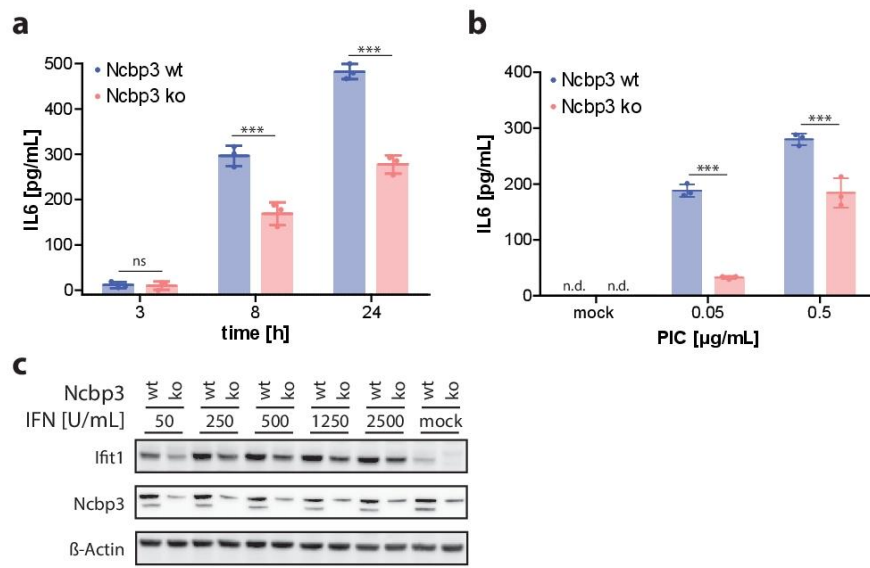 a
Ncbp3 wt
Ncbp3 ko
IL6 [pg/mL]
500
400
300
200
100
0
ns
***
***
3
8
24
time [h]
b
Ncbp3 wt
Ncbp3 ko
IL6 [pg/mL]
400
300
200
100
0
n.d.
n.d.
***
***
mock
0.05
0.5
PIC [µg/mL]
c
Ncbp3 wt ko wt ko wt ko wt ko wt ko wt ko
IFN [U/mL] 50 250 500 1250 2500 mock
Ifit1
Ncbp3
ß-Actin